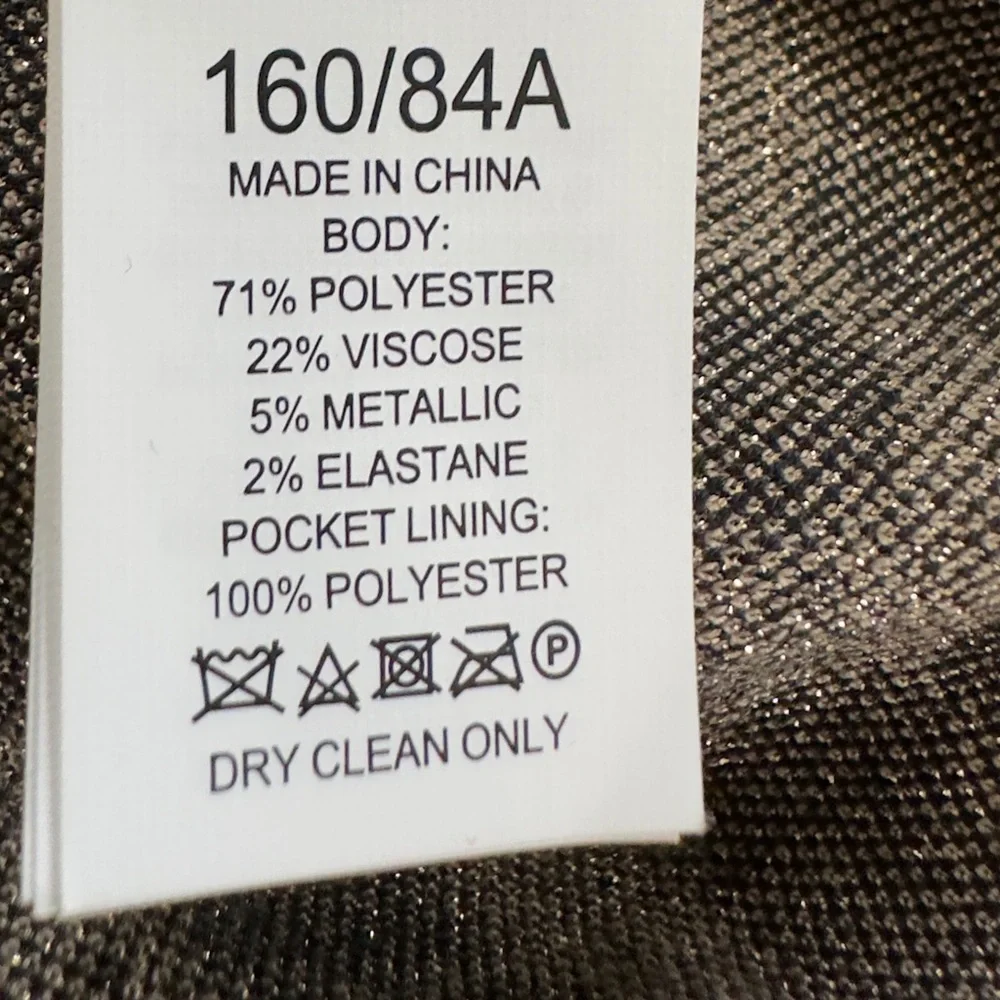 160/84A
MADE IN CHINA
BODY:
71% POLYESTER
22% VISCOSE
5% METALLIC
2% ELASTANE
POCKET LINING:
100% POLYESTER
P
DRY CLEAN ONLY